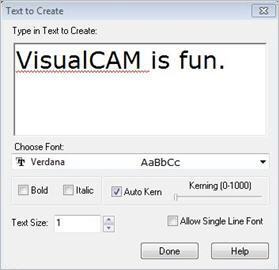 Text to Create
Type in Text to Create:
VisualCAM is fun.
Choose Font:
Verdana AaBbCc
Bold Italic Auto Kern Kerning (0-1000)
Text Size: 1 Allow Single Line Font
Done Help